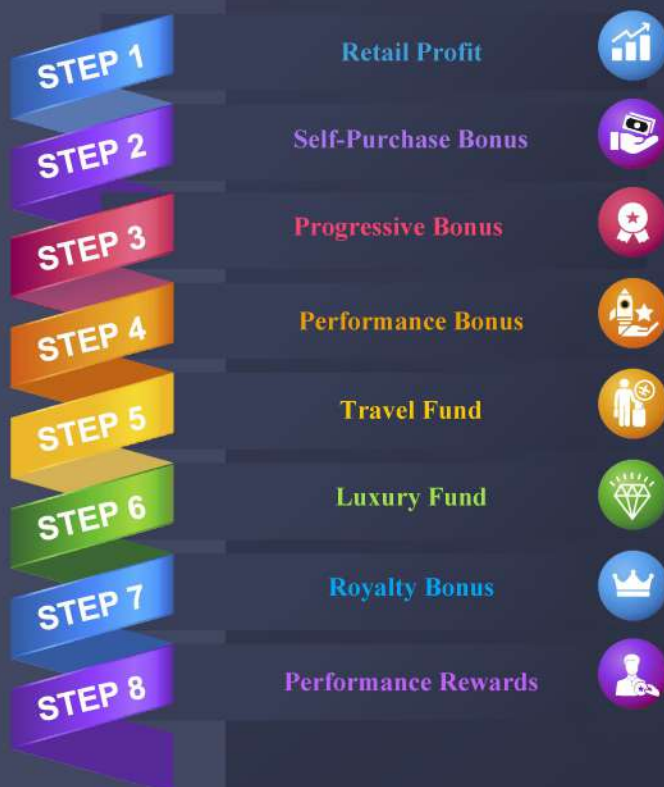 STEP 1
Retail Profit
STEP 2
Self-Purchase Bonus
STEP 3
Progressive Bonus
STEP 4
Performance Bonus
STEP 5
Travel Fund
STEP 6
Luxury Fund
STEP 7
Royalty Bonus
STEP 8
Performance Rewards